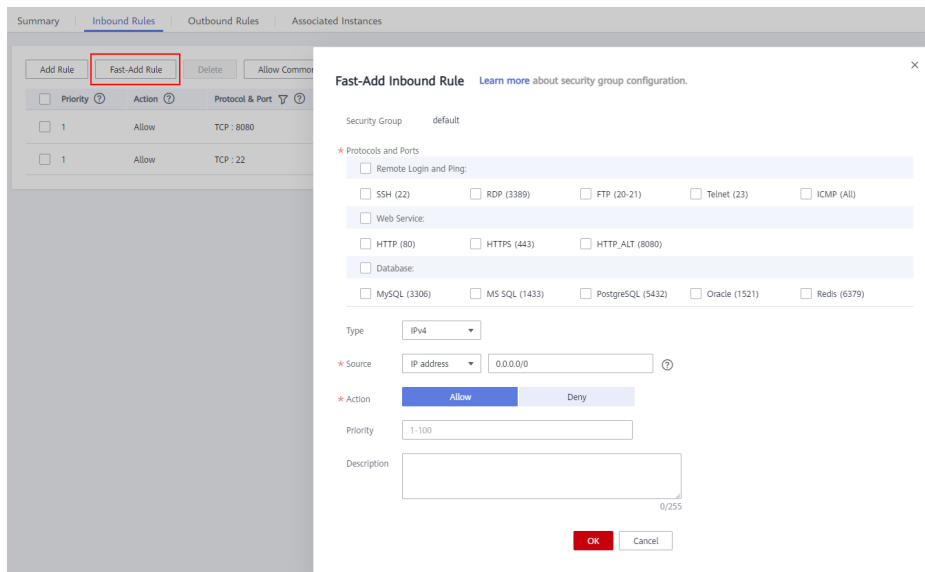 Summary Inbound Rules Outbound Rules Associated Instances
Add Rule Fast-Add Rule Delete Allow Common
Priority Action Protocol & Port
1 Allow TCP : 8080
1 Allow TCP : 22
Fast-Add Inbound Rule Learn more about security group configuration.
Security Group default
* Protocols and Ports
Remote Login and Ping:
SSH (22) RDP (3389) FTP (20-21) Telnet (23) ICMP (All)
Web Service:
HTTP (80) HTTPS (443) HTTP_ALT (8080)
Database:
MySQL (3306) MS SQL (1433) PostgreSQL (5432) Oracle (1521) Redis (6379)
Type IPv4
* Source IP address 0.0.0.0/0
* Action Allow Deny
Priority 1-100
Description
0/255
OK Cancel